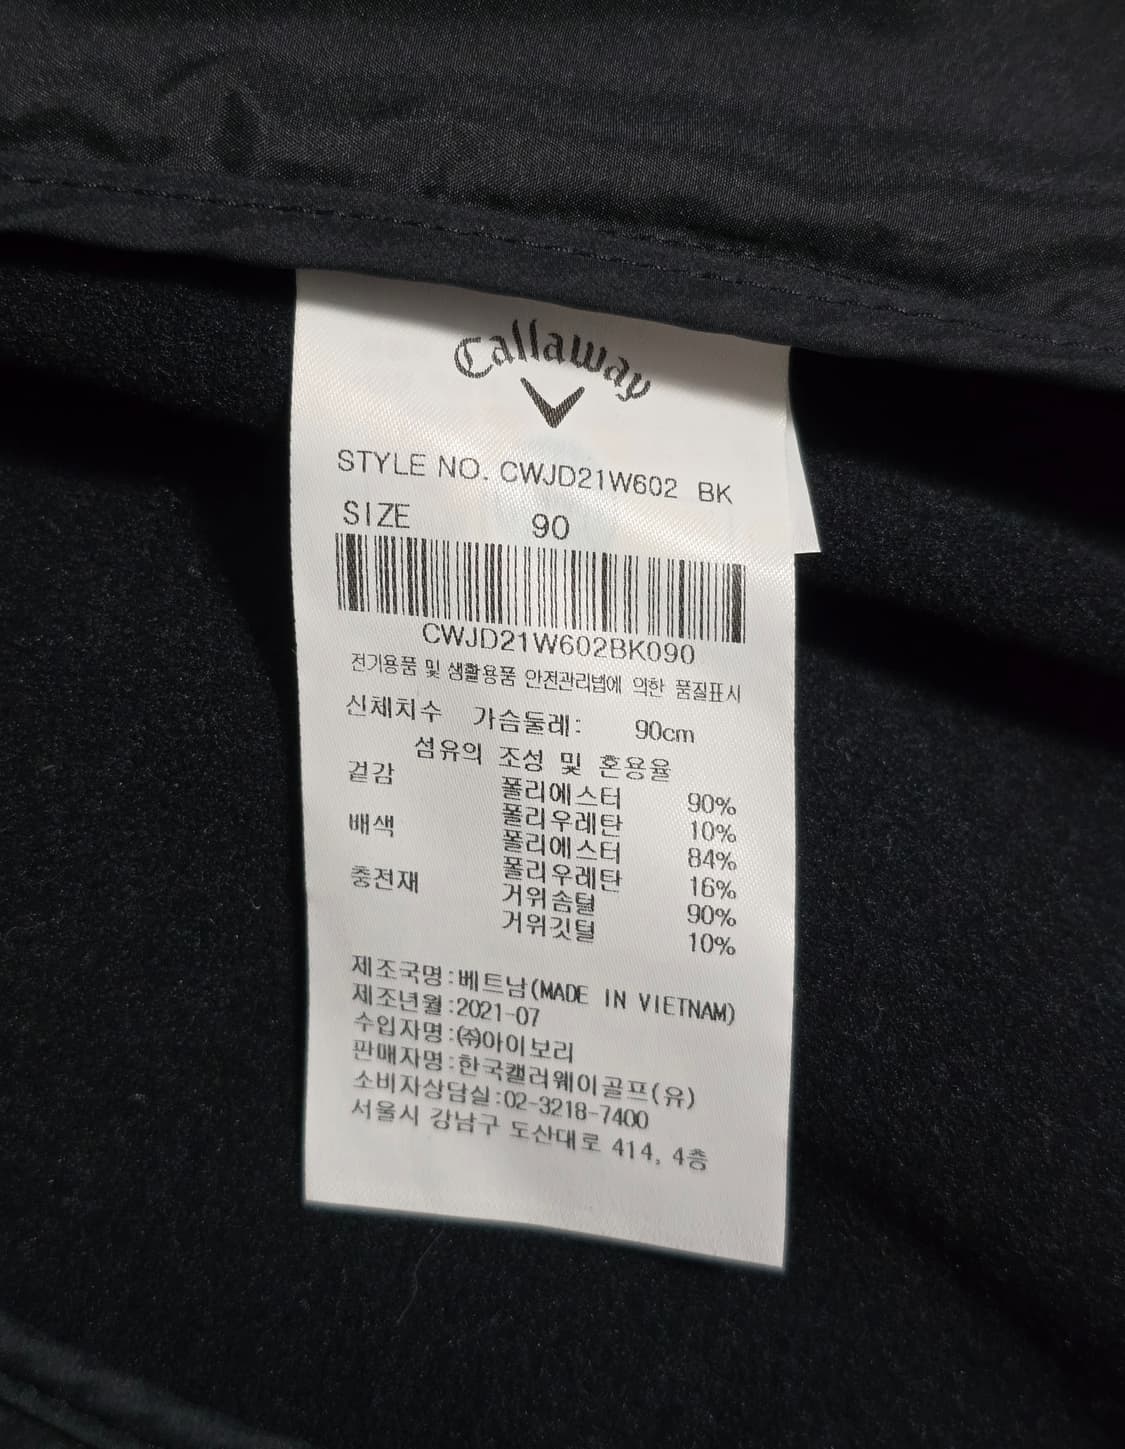 Callaway
STYLE NO. CWJD21W602 BK
SIZE 90
CWJD21W602BK090
전기용품 및 생활용품 안전관리법에 의한 품질표시
신체치수 가슴둘레: 90cm
섬유의 조성 및 혼용율
겉감 폴리에스터 90%
폴리우레탄 10%
배색 폴리에스터 84%
폴리우레탄 16%
충전재 거위솜털 90%
거위깃털 10%
제조국명:베트남(MADE IN VIETNAM)
제조년월:2021-07
수입자명:㈜아이보리
판매자명:한국캘러웨이골프(유)
소비자상담실:02-3218-7400
서울시 강남구 도산대로 414, 4층